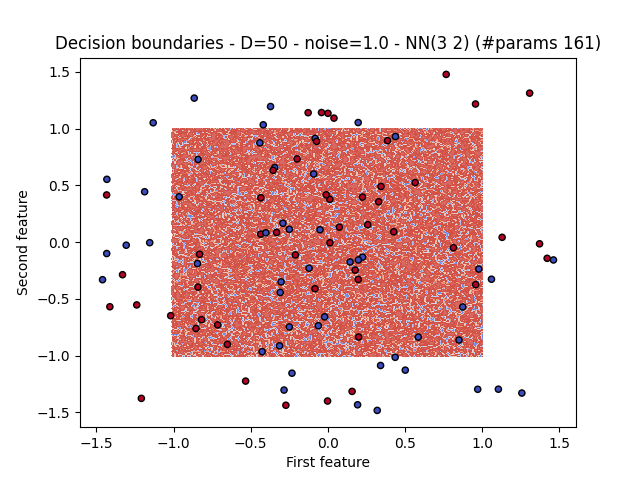 Decision boundaries - D=50 - noise=1.0 - NN(3 2) (#params 161)
1.5
1.0
0.5
0.0
−0.5
−1.0
−1.5
Second feature
−1.5 −1.0 −0.5 0.0 0.5 1.0 1.5
First feature